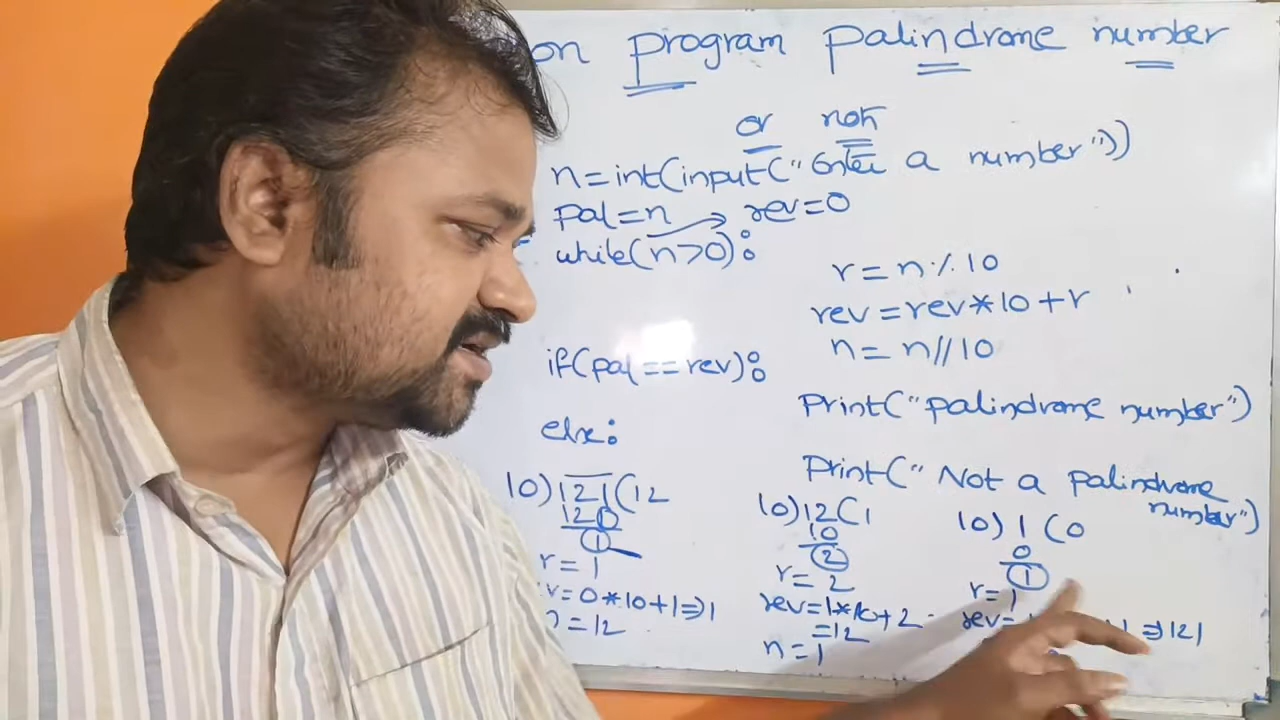 on program palindrome number
or not
n=int(input("Enter a number"))
pal=n rev=0
while(n>0):
r=n%10
rev=rev*10+r
n=n//10
if(pal==rev):
print("palindrome number")
else:
print("Not a palindrome
number")
10)121(12
120
1
r=1
v=0*10+1=>1
=12
10)12(1
10
2
r=2
rev=1*10+2
=12
n=1
10)1(0
0
1
r=1
rev=
=>121